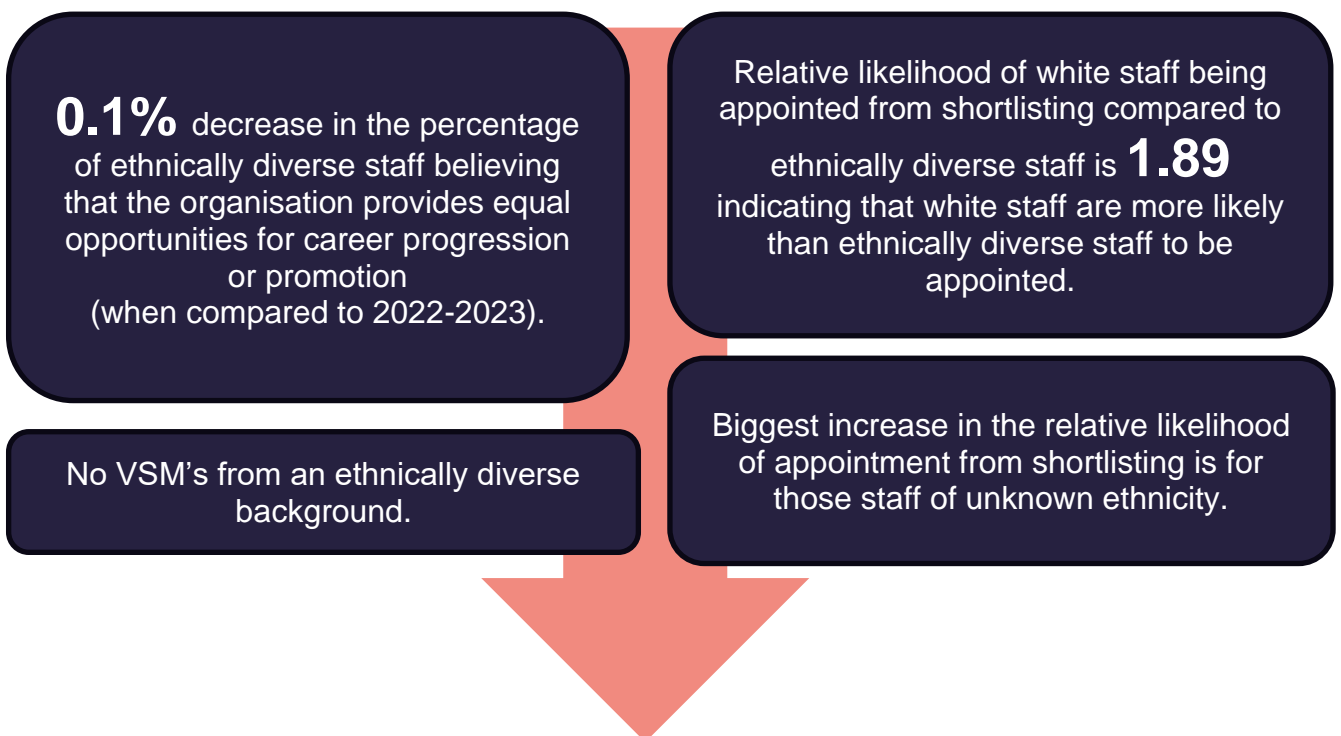 0.1% decrease in the percentage
of ethnically diverse staff believing
that the organisation provides equal
opportunities for career progression
or promotion
(when compared to 2022-2023).
No VSM’s from an ethnically diverse
background.
Relative likelihood of white staff being
appointed from shortlisting compared to
ethnically diverse staff is 1.89
indicating that white staff are more likely
than ethnically diverse staff to be
appointed.
Biggest increase in the relative likelihood
of appointment from shortlisting is for
those staff of unknown ethnicity.